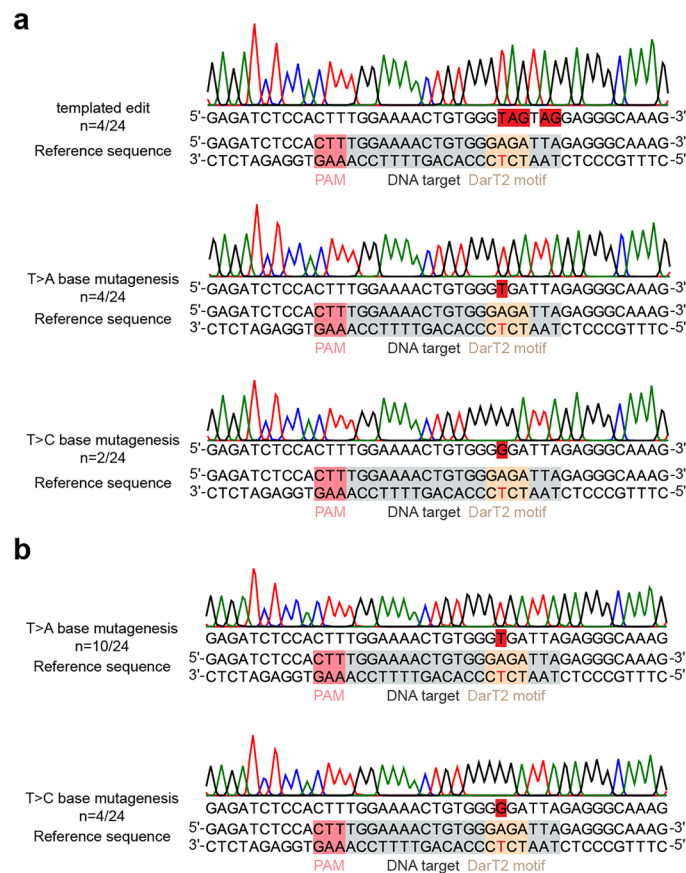 a
templated edit
n=4/24
5'-GAGATCTCCACTTTGGAAAACTGTGGGTAGTAGGAGGGCAAAG-3'
Reference sequence
5'-GAGATCTCCACTTTGGAAAACTGTGGGAGATTAGAGGGCAAAG-3'
3'-CTCTAGAGGTGAAACCTTTTGACACCCTCTAATCTCCCGTTTC-5'
PAM DNA target DarT2 motif
T>A base mutagenesis
n=4/24
5'-GAGATCTCCACTTTGGAAAACTGTGGGTGATTAGAGGGCAAAG-3'
Reference sequence
5'-GAGATCTCCACTTTGGAAAACTGTGGGAGATTAGAGGGCAAAG-3'
3'-CTCTAGAGGTGAAACCTTTTGACACCCTCTAATCTCCCGTTTC-5'
PAM DNA target DarT2 motif
T>C base mutagenesis
n=2/24
5'-GAGATCTCCACTTTGGAAAACTGTGGGGGATTAGAGGGCAAAG-3'
Reference sequence
5'-GAGATCTCCACTTTGGAAAACTGTGGGAGATTAGAGGGCAAAG-3'
3'-CTCTAGAGGTGAAACCTTTTGACACCCTCTAATCTCCCGTTTC-5'
PAM DNA target DarT2 motif
b
T>A base mutagenesis
n=10/24
GAGATCTCCACTTTGGAAAACTGTGGGTGATTAGAGGGCAAAG
Reference sequence
5'-GAGATCTCCACTTTGGAAAACTGTGGGAGATTAGAGGGCAAAG-3'
3'-CTCTAGAGGTGAAACCTTTTGACACCCTCTAATCTCCCGTTTC-5'
PAM DNA target DarT2 motif
T>C base mutagenesis
n=4/24
GAGATCTCCACTTTGGAAAACTGTGGGGGATTAGAGGGCAAAG
Reference sequence
5'-GAGATCTCCACTTTGGAAAACTGTGGGAGATTAGAGGGCAAAG-3'
3'-CTCTAGAGGTGAAACCTTTTGACACCCTCTAATCTCCCGTTTC-5'
PAM DNA target DarT2 motif